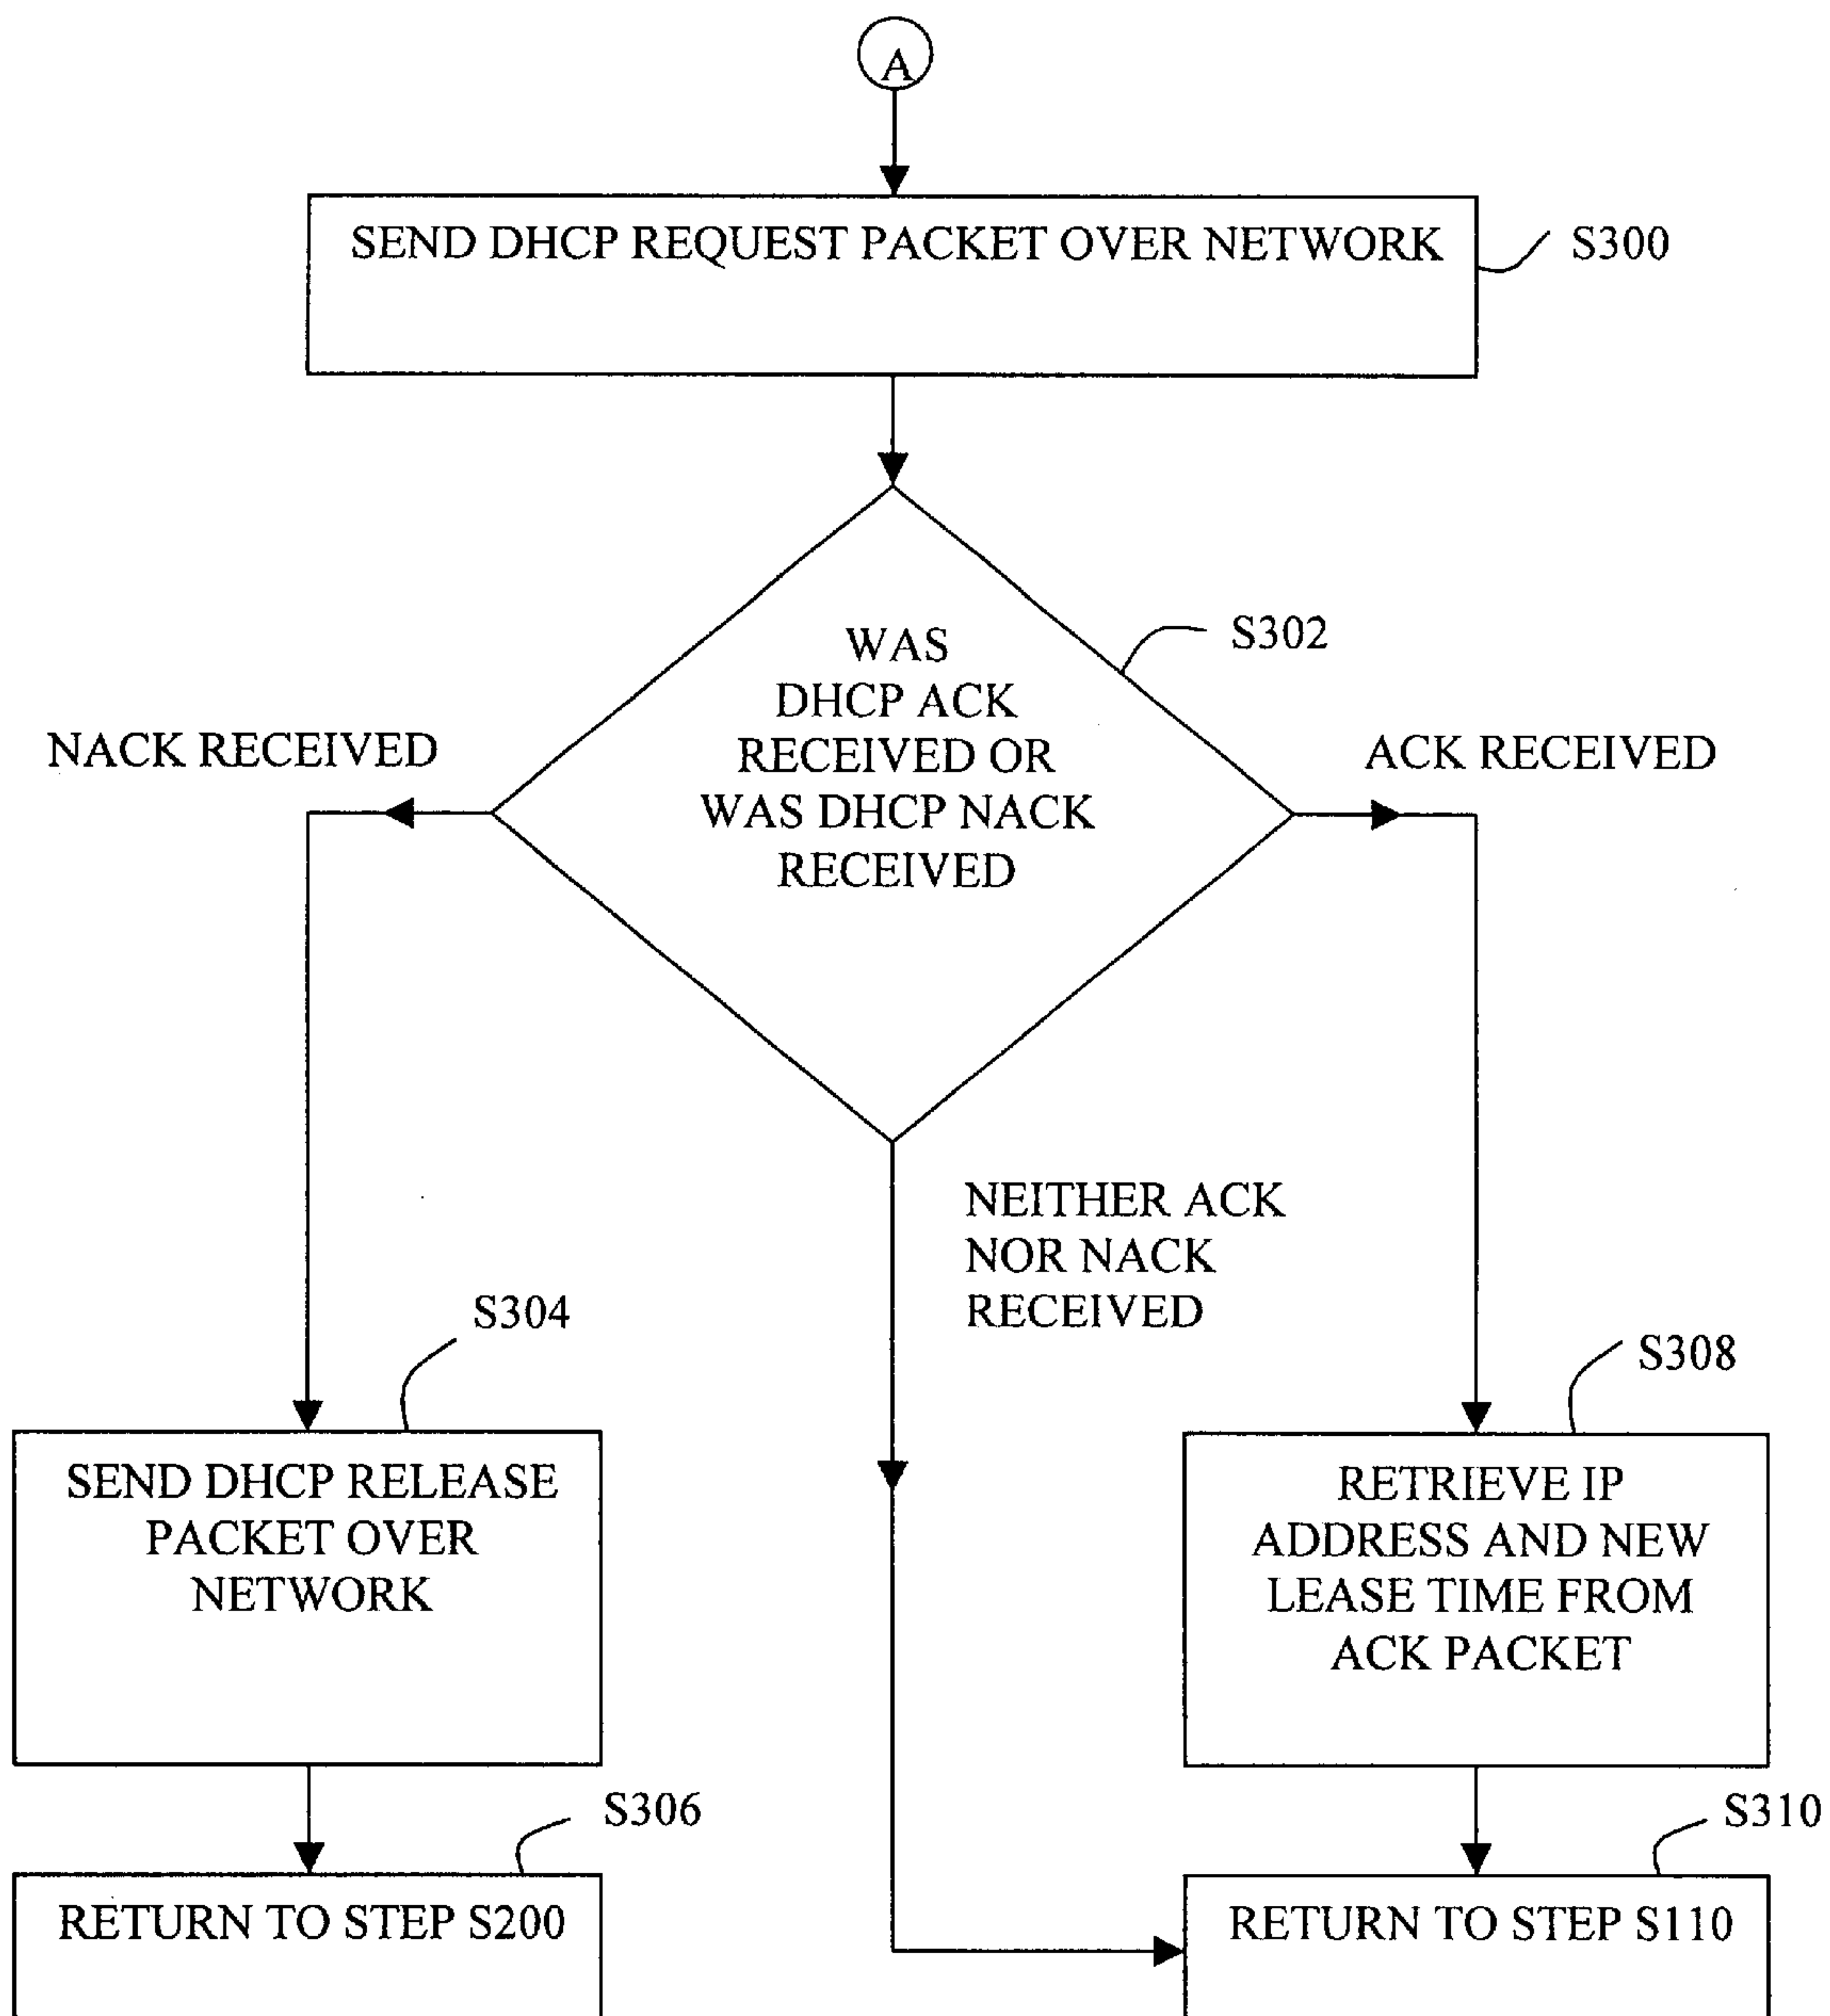 A
SEND DHCP REQUEST PACKET OVER NETWORK
S300
WAS
DHCP ACK
RECEIVED OR
WAS DHCP NACK
RECEIVED
S302
NACK RECEIVED
ACK RECEIVED
NEITHER ACK
NOR NACK
RECEIVED
S304
SEND DHCP RELEASE
PACKET OVER
NETWORK
S308
RETRIEVE IP
ADDRESS AND NEW
LEASE TIME FROM
ACK PACKET
S306
RETURN TO STEP S200
S310
RETURN TO STEP S110